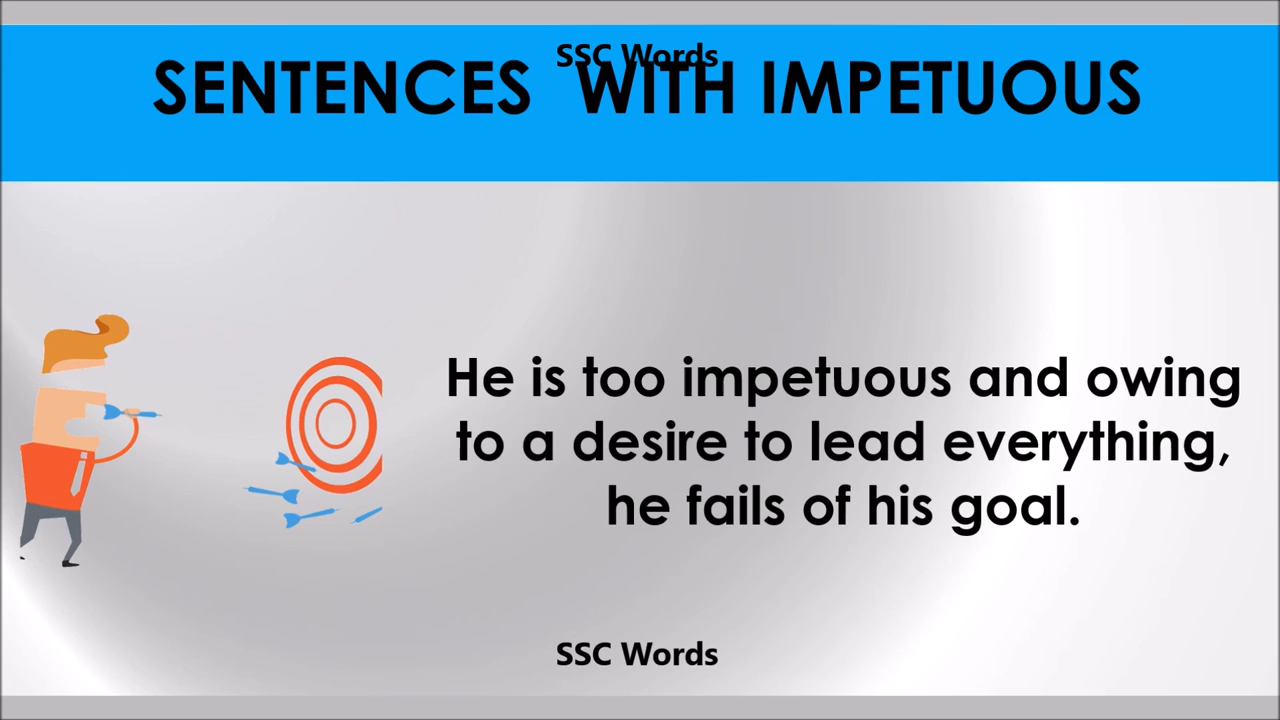 SSC Words
SENTENCES WITH IMPETUOUS
He is too impetuous and owing
to a desire to lead everything,
he fails of his goal.
SSC Words